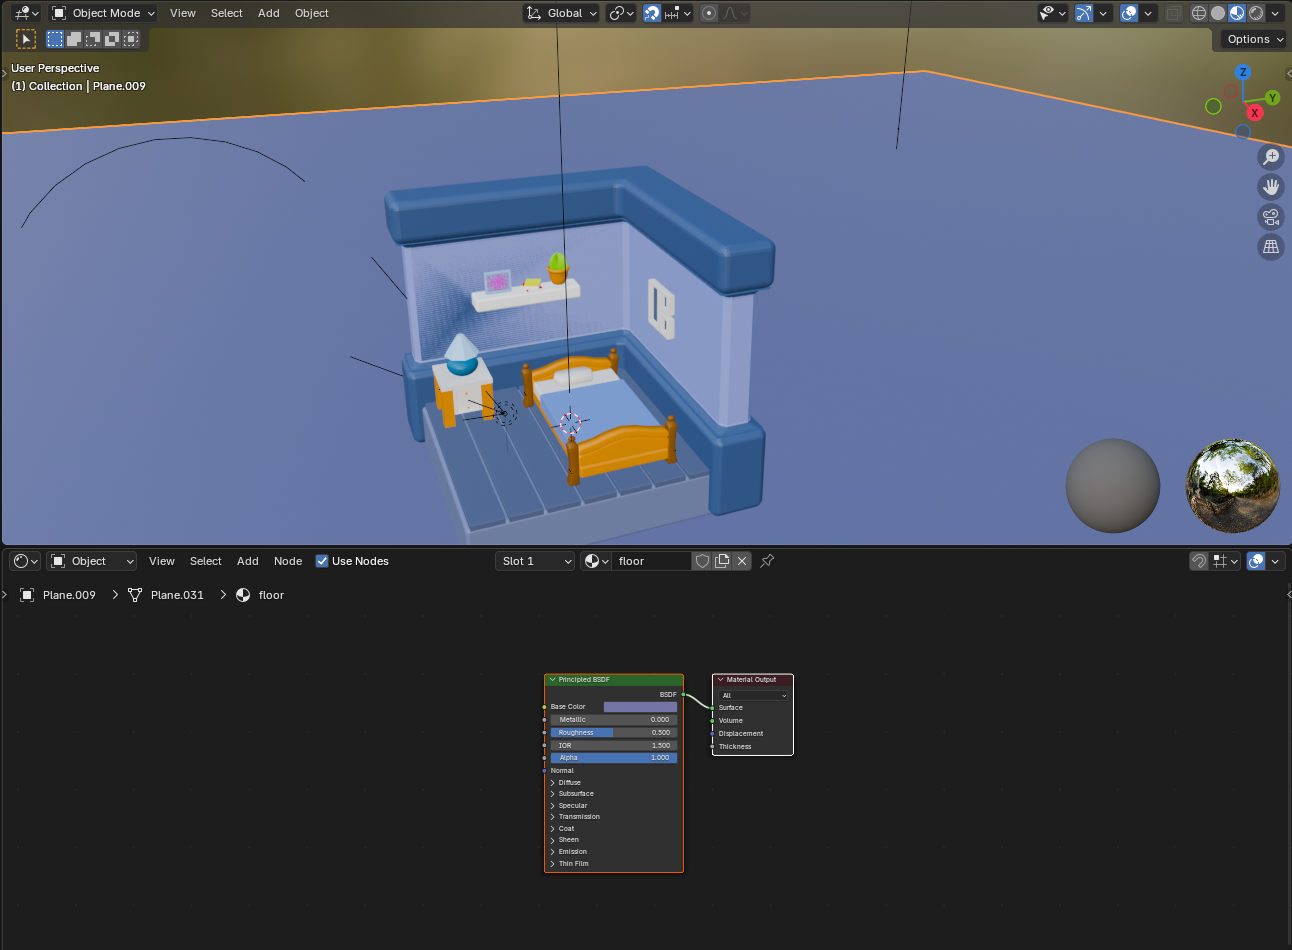 Object Mode View Select Add Object Global
Options
User Perspective
(1) Collection | Plane.009
Z
Y
X
Object View Select Add Node Use Nodes Slot 1 floor
Plane.009 Plane.031 floor
Principled BSDF
BSDF
Base Color
Metallic 0.000
Roughness 0.500
IOR 1.500
Alpha 1.000
Normal
Diffuse
Subsurface
Specular
Transmission
Coat
Sheen
Emission
Thin Film
Material Output
All
Surface
Volume
Displacement
Thickness